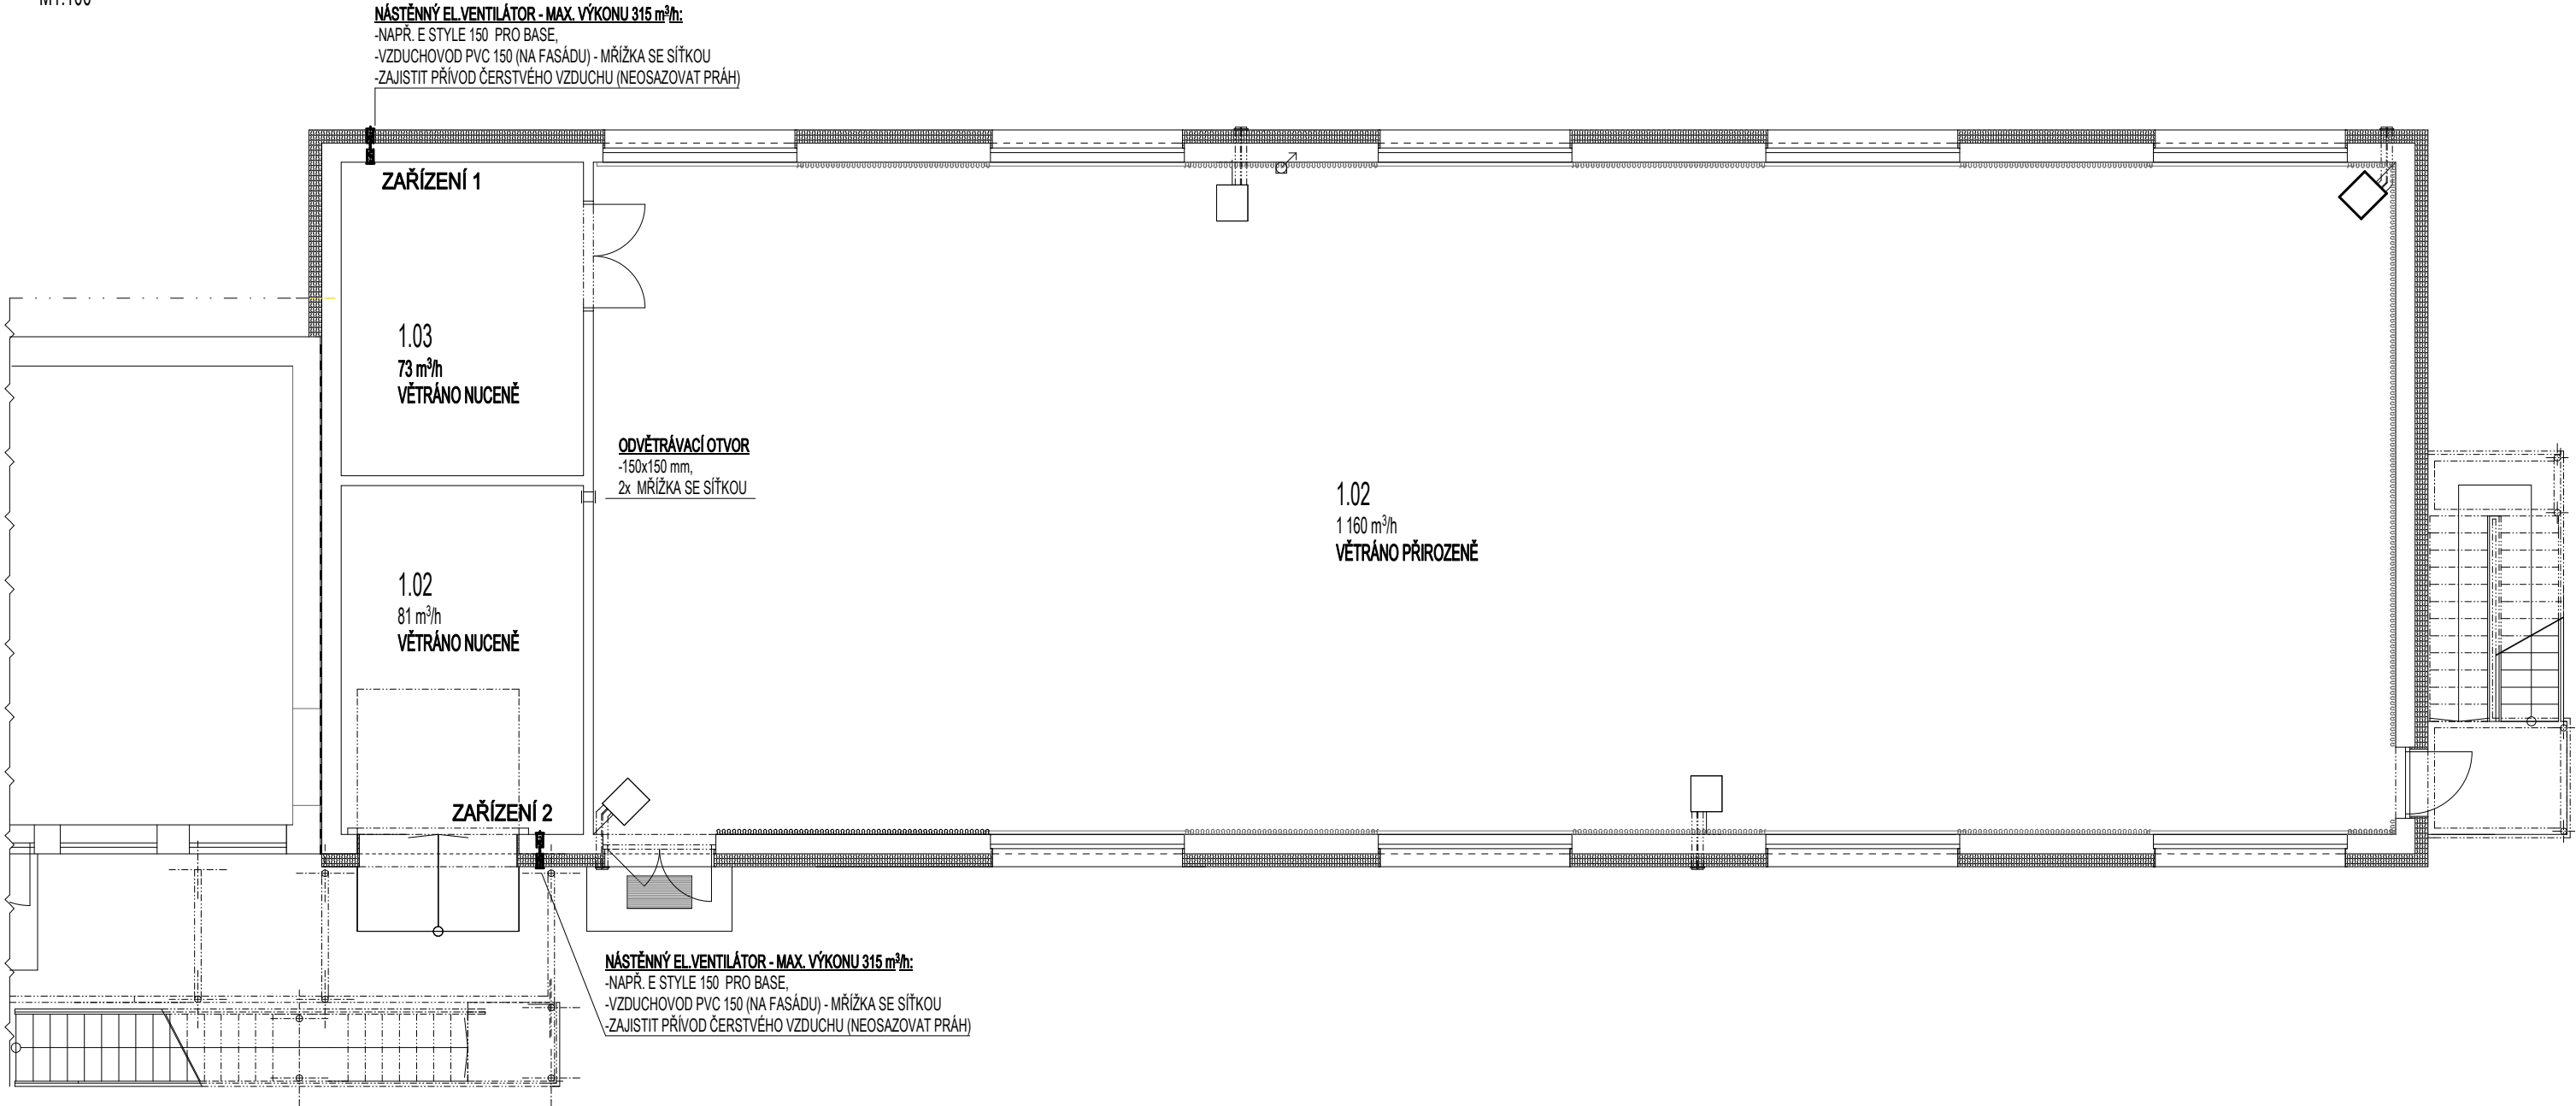 NÁSTĚNNÝ EL.VENTILÁTOR - MAX. VÝKONU 315 m³/h:
-NAPŘ. E STYLE 150 PRO BASE,
-VZDUCHOVOD PVC 150 (NA FASÁDU) - MŘÍŽKA SE SÍŤKOU
-ZAJISTIT PŘÍVOD ČERSTVÉHO VZDUCHU (NEOSAZOVAT PRÁH)
ZAŘÍZENÍ 1
1.03
73 m³/h
VĚTRÁNO NUCENĚ
ODVĚTRÁVACÍ OTVOR
-150x150 mm,
2x MŘÍŽKA SE SÍŤKOU
1.02
1 160 m³/h
VĚTRÁNO PŘIROZENĚ
1.02
81 m³/h
VĚTRÁNO NUCENĚ
ZAŘÍZENÍ 2
NÁSTĚNNÝ EL.VENTILÁTOR - MAX. VÝKONU 315 m³/h:
-NAPŘ. E STYLE 150 PRO BASE,
-VZDUCHOVOD PVC 150 (NA FASÁDU) - MŘÍŽKA SE SÍŤKOU
-ZAJISTIT PŘÍVOD ČERSTVÉHO VZDUCHU (NEOSAZOVAT PRÁH)